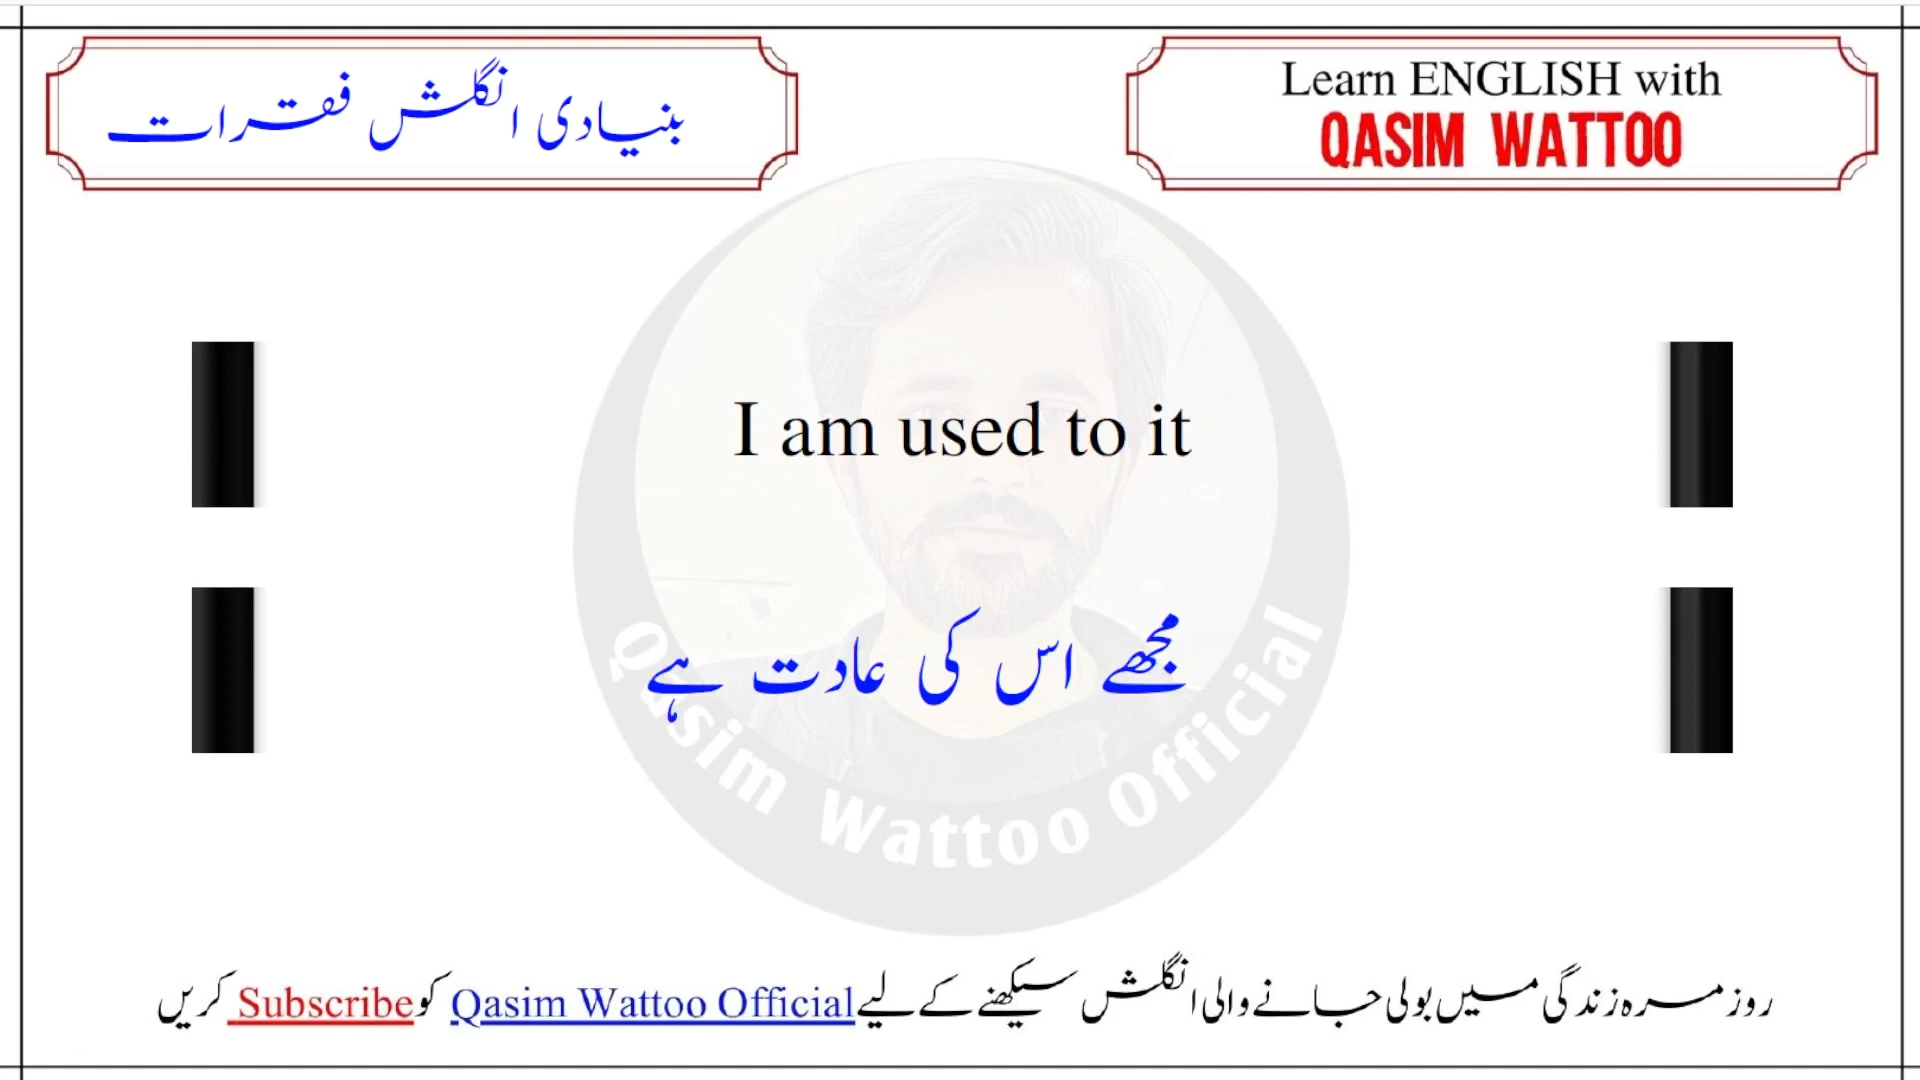 بنیادی انگلش فقرات
Learn ENGLISH with
QASIM WATTOO
I am used to it
مجھے اس کی عادت ہے
Qasim Wattoo Official
روزمرہ زندگی میں بولی جانے والی انگلش سیکھنے کے لیے Qasim Wattoo Official کو Subscribe کریں